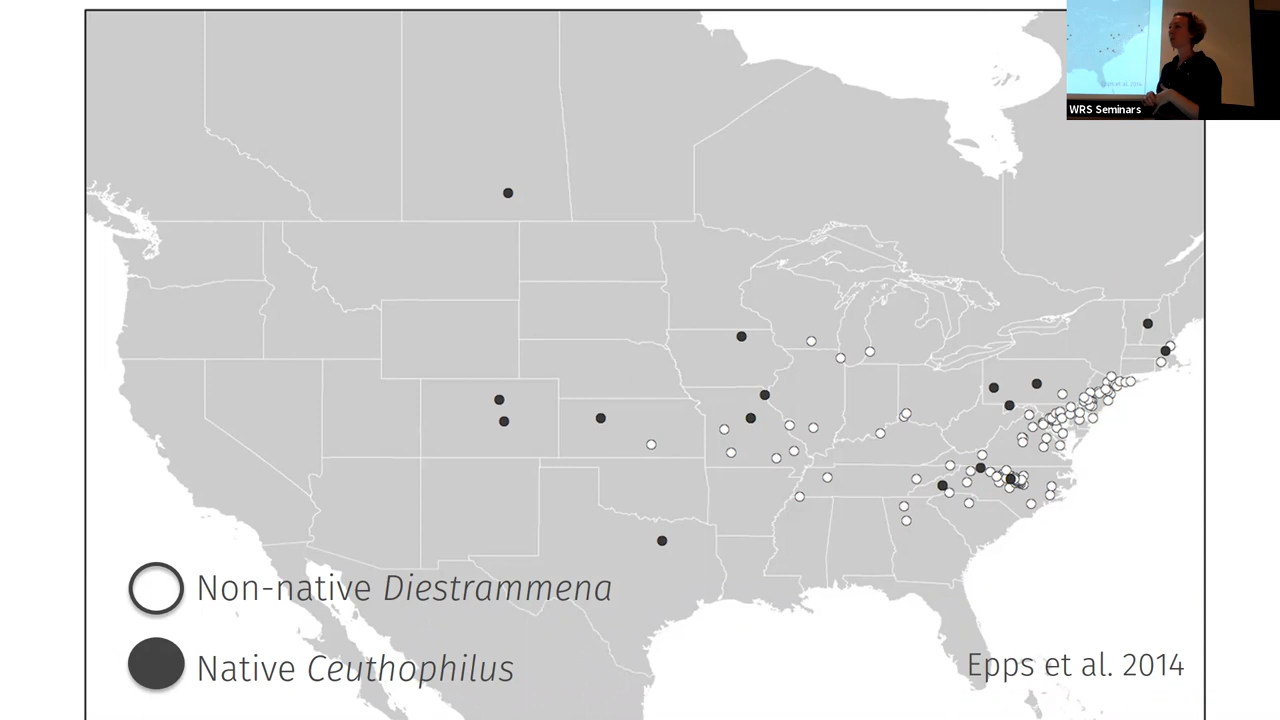 WRS Seminars
Non-native Diestrammena
Native Ceuthophilus
Epps et al. 2014